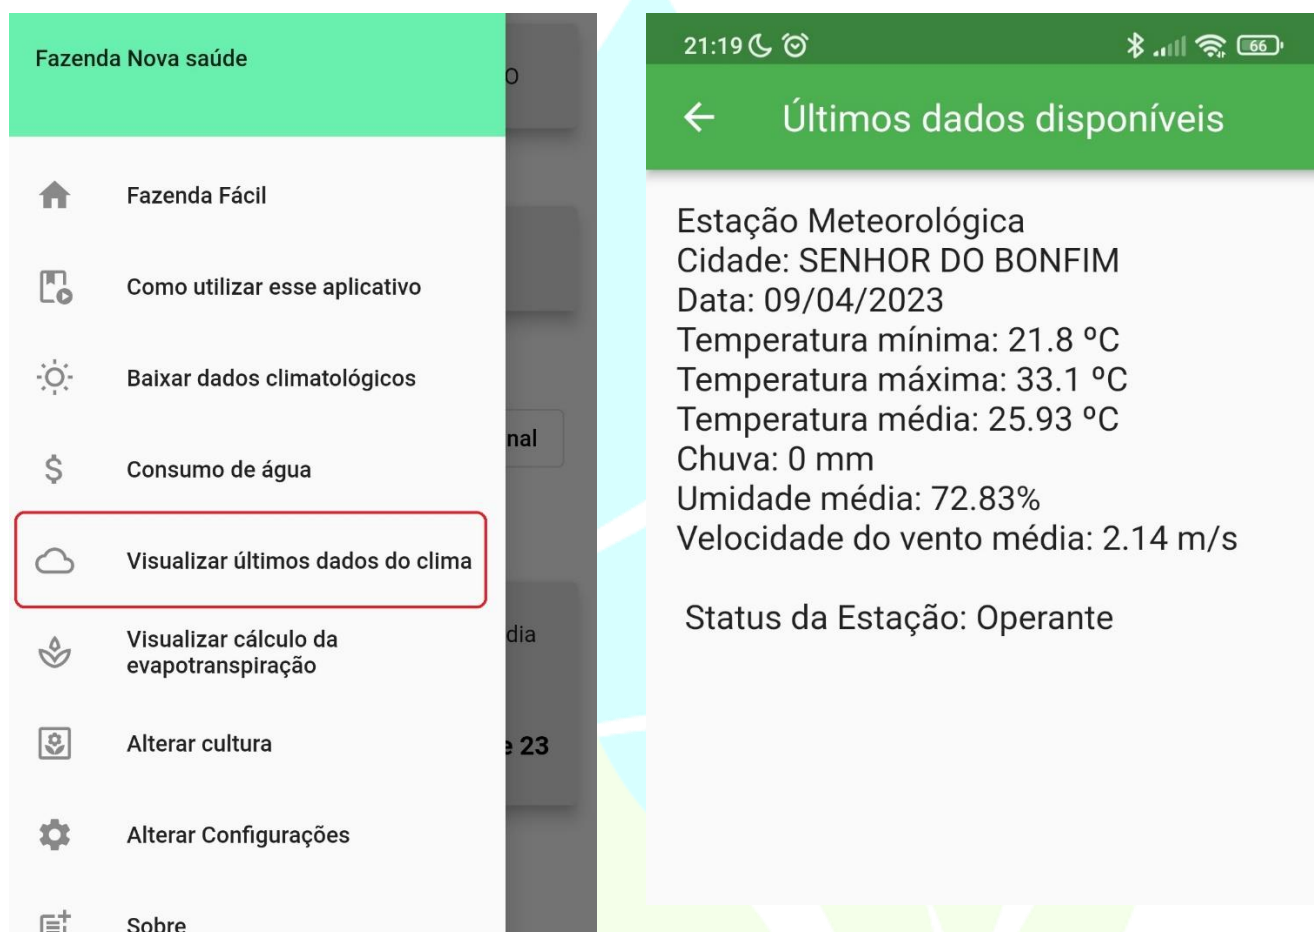 Fazenda Nova saúde
Fazenda Fácil
Como utilizar esse aplicativo
Baixar dados climatológicos
Consumo de água
Visualizar últimos dados do clima
Visualizar cálculo da
evapotranspiração
Alterar cultura
Alterar Configurações
Sobre
O
nal
dia
e 23
21:19
66
Últimos dados disponíveis
Estação Meteorológica
Cidade: SENHOR DO BONFIM
Data: 09/04/2023
Temperatura mínima: 21.8 ºC
Temperatura máxima: 33.1 ºC
Temperatura média: 25.93 ºC
Chuva: 0 mm
Umidade média: 72.83%
Velocidade do vento média: 2.14 m/s
Status da Estação: Operante